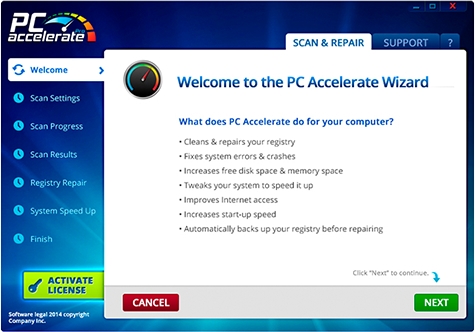 PC
accelerate Pro
SCAN & REPAIR
SUPPORT
?
Welcome
Scan Settings
Scan Progress
Scan Results
Registry Repair
System Speed Up
Finish
ACTIVATE
LICENSE
Software legal 2014 copyright
Company Inc.
Welcome to the PC Accelerate Wizard
What does PC Accelerate do for your computer?
• Cleans & repairs your registry
• Fixes system errors & crashes
• Increases free disk space & memory space
• Tweaks your system to speed it up
• Improves Internet access
• Increases start-up speed
• Automatically backs up your registry before repairing
Click "Next" to continue.
CANCEL
NEXT